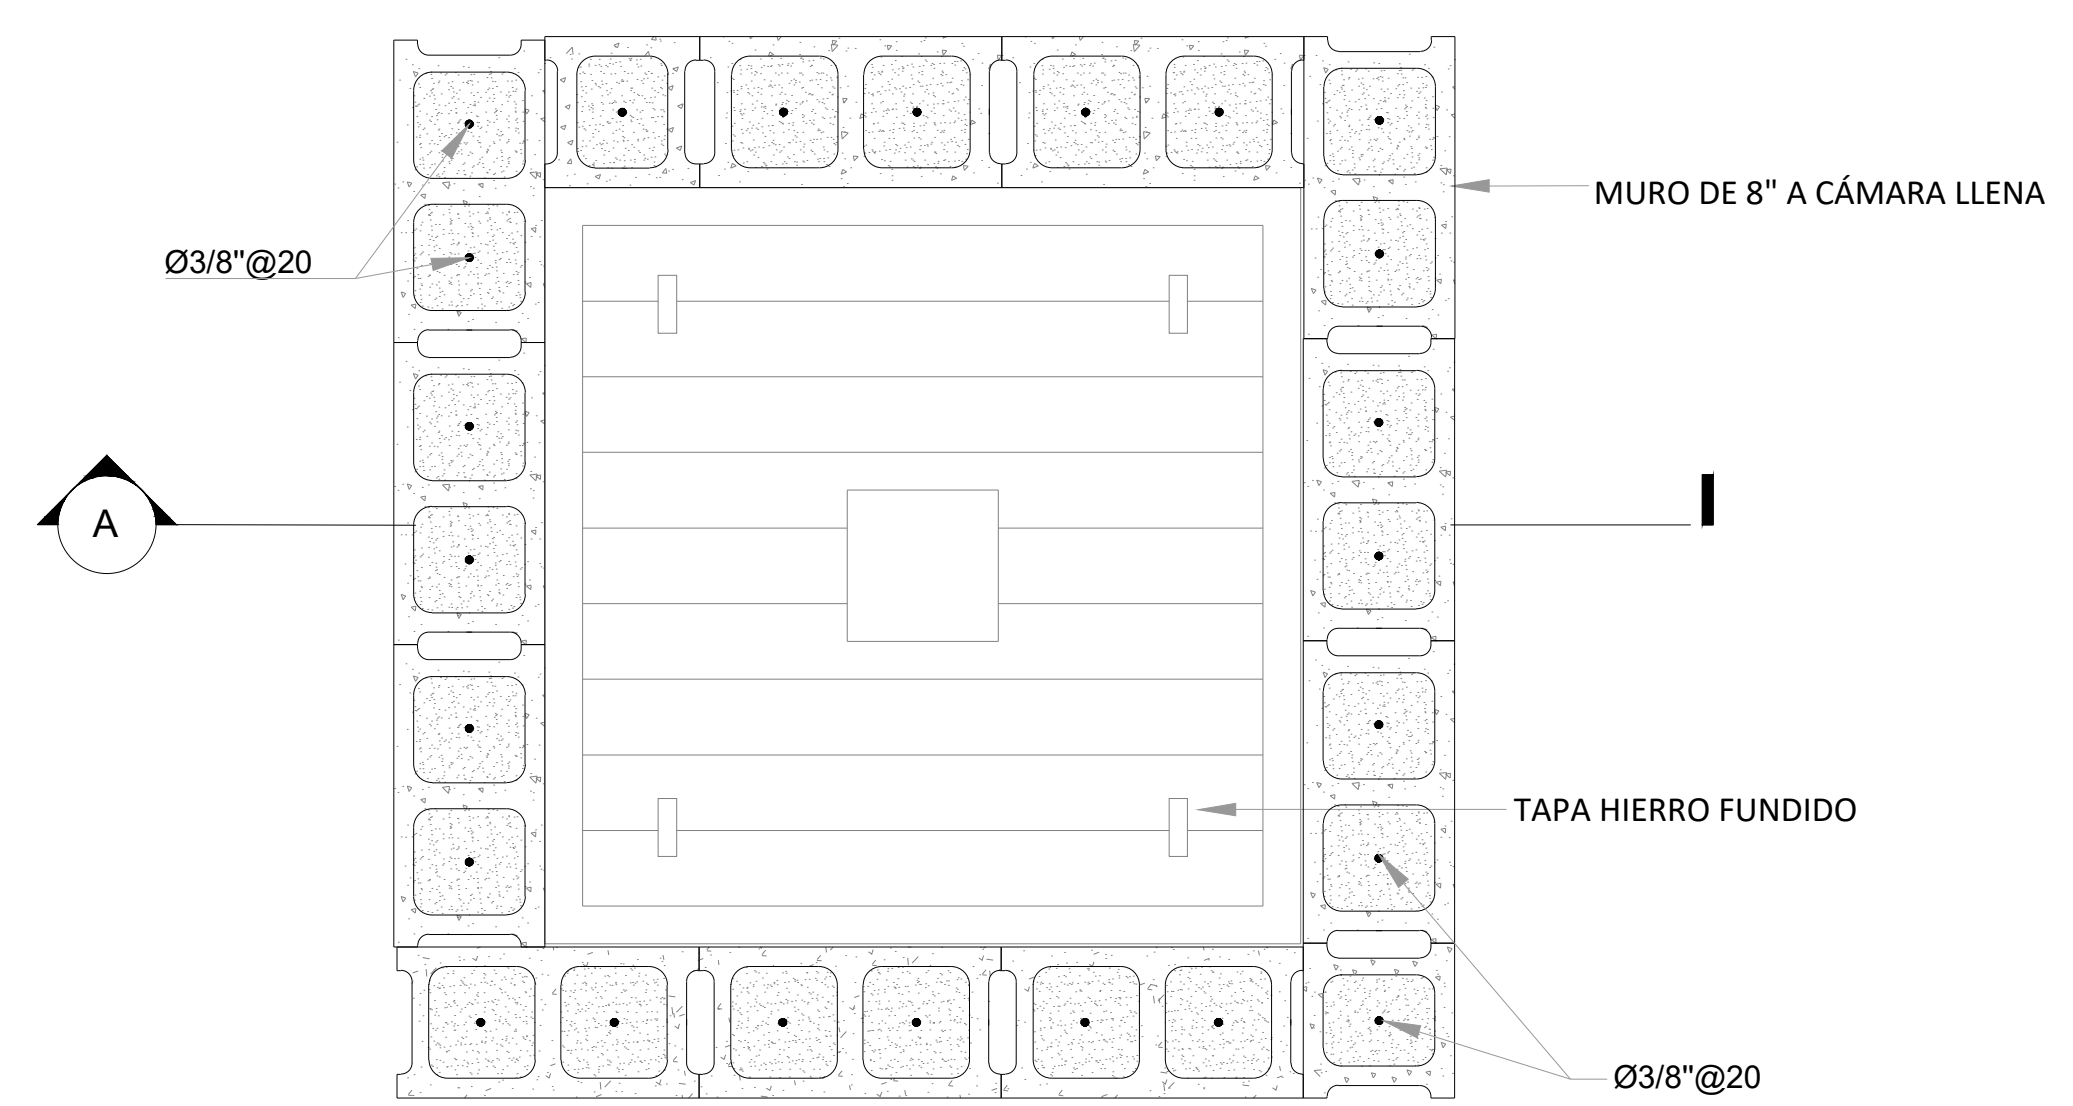 MURO DE 8" A CÁMARA LLENA
Ø3/8"@20
A
TAPA HIERRO FUNDIDO
Ø3/8"@20